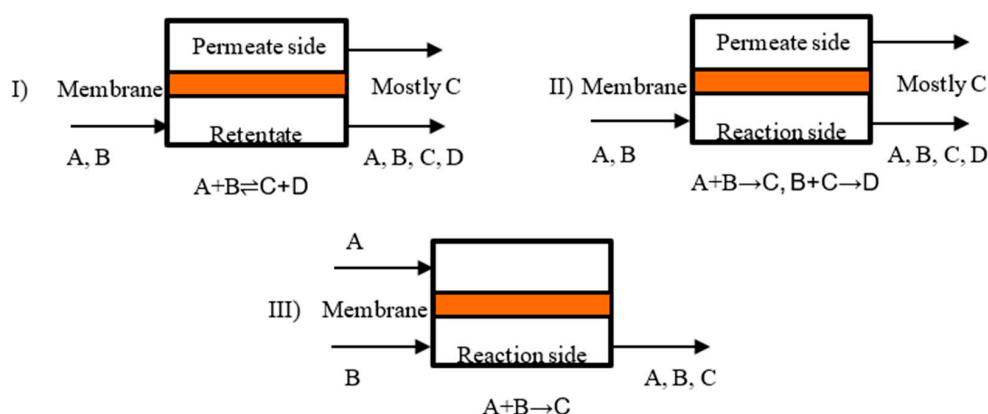 Permeate side
I) Membrane Mostly C
Retentate
A, B A, B, C, D
A+B⇌C+D
Permeate side
II) Membrane Mostly C
Reaction side
A, B A, B, C, D
A+B→C, B+C→D
A
III) Membrane
Reaction side
B A, B, C
A+B→C